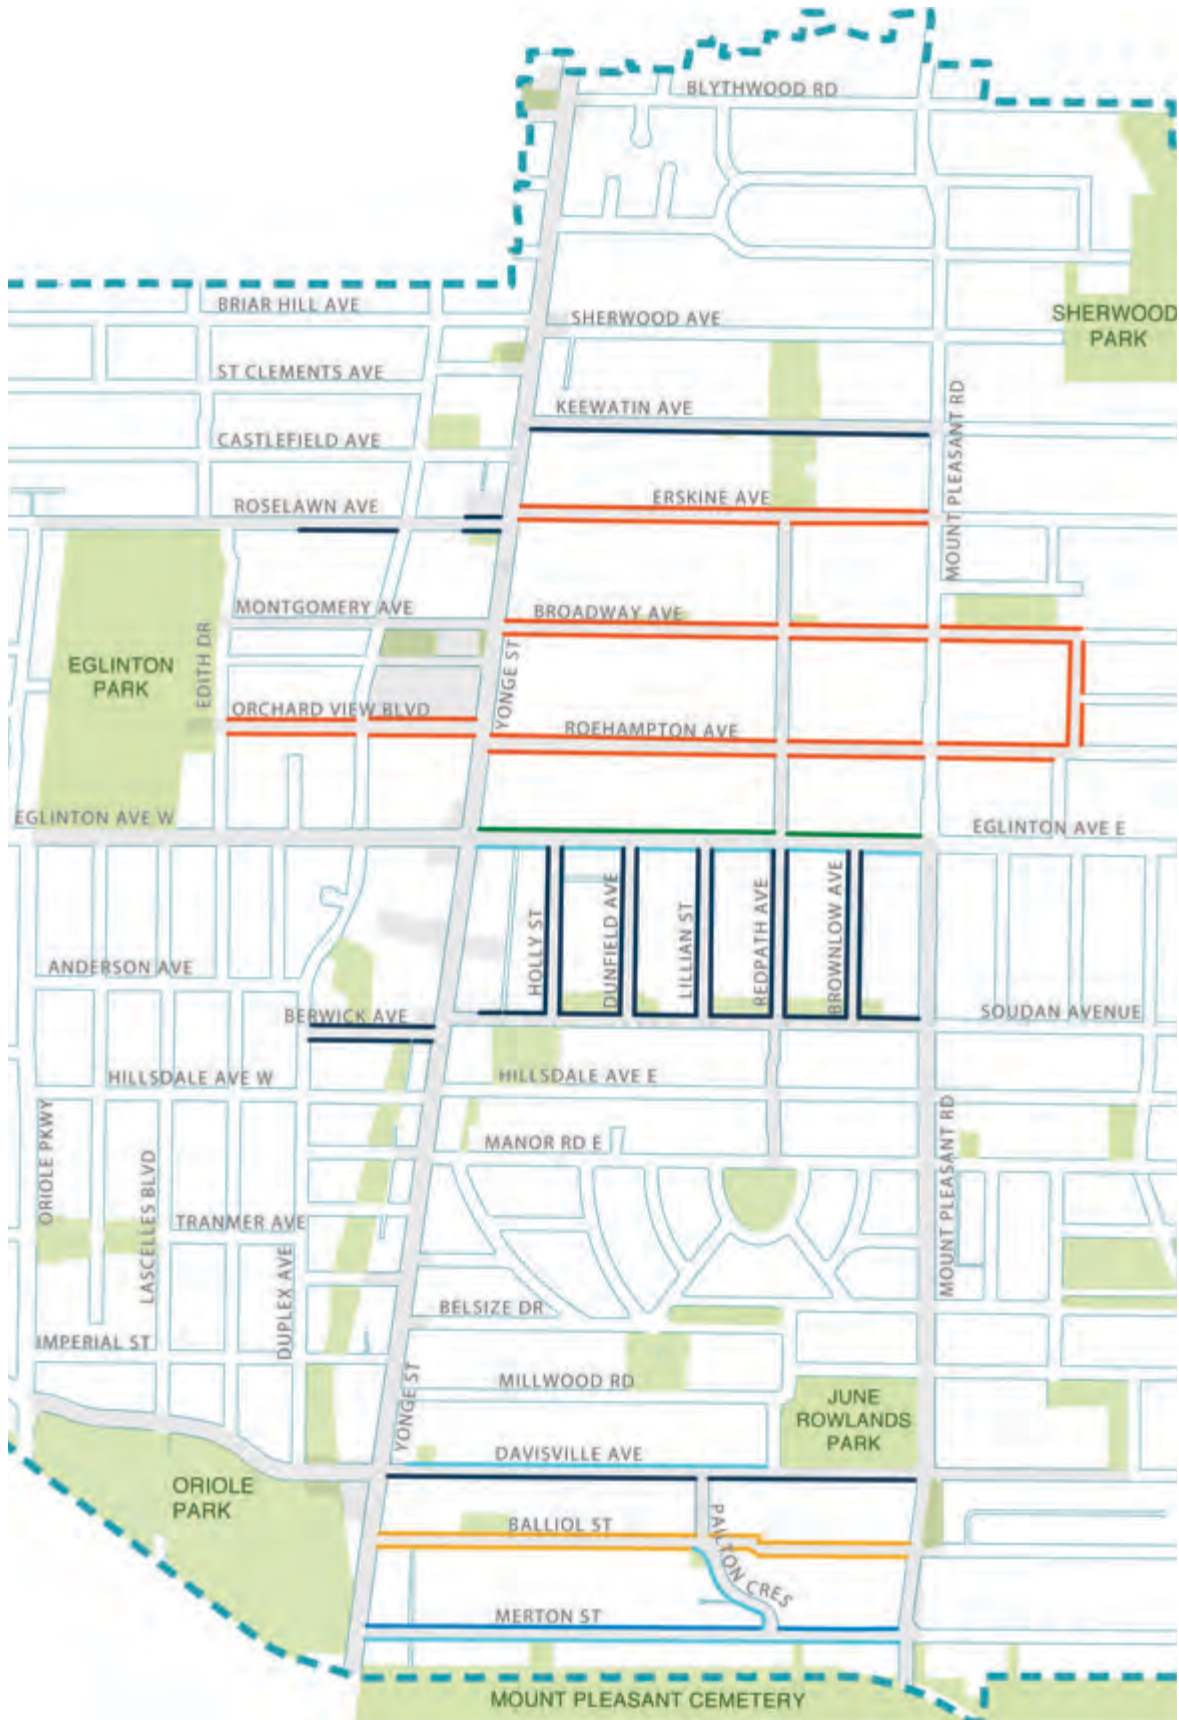 BLYTHWOOD RD
BRIAR HILL AVE
SHERWOOD AVE
SHERWOOD
PARK
ST CLEMENTS AVE
KEEWATIN AVE
MOUNT PLEASANT RD
CASTLEFIELD AVE
ROSELAWN AVE
ERSKINE AVE
MONTGOMERY AVE
BROADWAY AVE
EGLINTON
PARK
EDITH DR
YONGE ST
ORCHARD VIEW BLVD
ROEHAMPTON AVE
EGLINTON AVE W
EGLINTON AVE E
HOLLY ST
DUNFIELD AVE
LILLIAN ST
REDPATH AVE
BROWNLOW AVE
ANDERSON AVE
BERWICK AVE
SOUDAN AVENUE
HILLSDALE AVE W
HILLSDALE AVE E
ORIOLE PKWY
MANOR RD E
MOUNT PLEASANT RD
LASCELLES BLVD
TRANMER AVE
DUPLEX AVE
BELSIZE DR
IMPERIAL ST
YONGE ST
MILLWOOD RD
JUNE
ROWLANDS
PARK
DAVISVILLE AVE
ORIOLE
PARK
BALLIOL ST
PAILTON CRES
MERTON ST
MOUNT PLEASANT CEMETERY